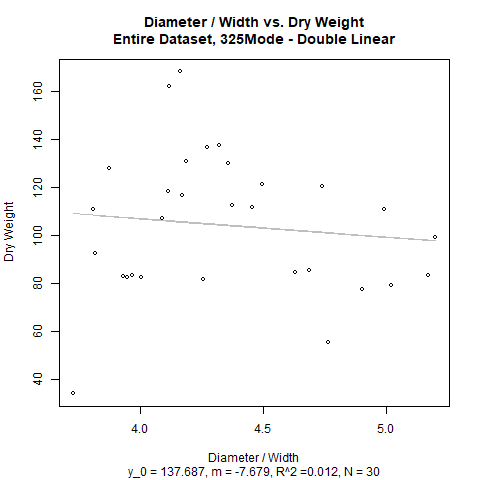 Diameter / Width vs. Dry Weight
Entire Dataset, 325Mode - Double Linear
160
140
120
100
80
60
40
Dry Weight
4.0 4.5 5.0
Diameter / Width
y_0 = 137.687, m = -7.679, R^2 =0.012, N = 30